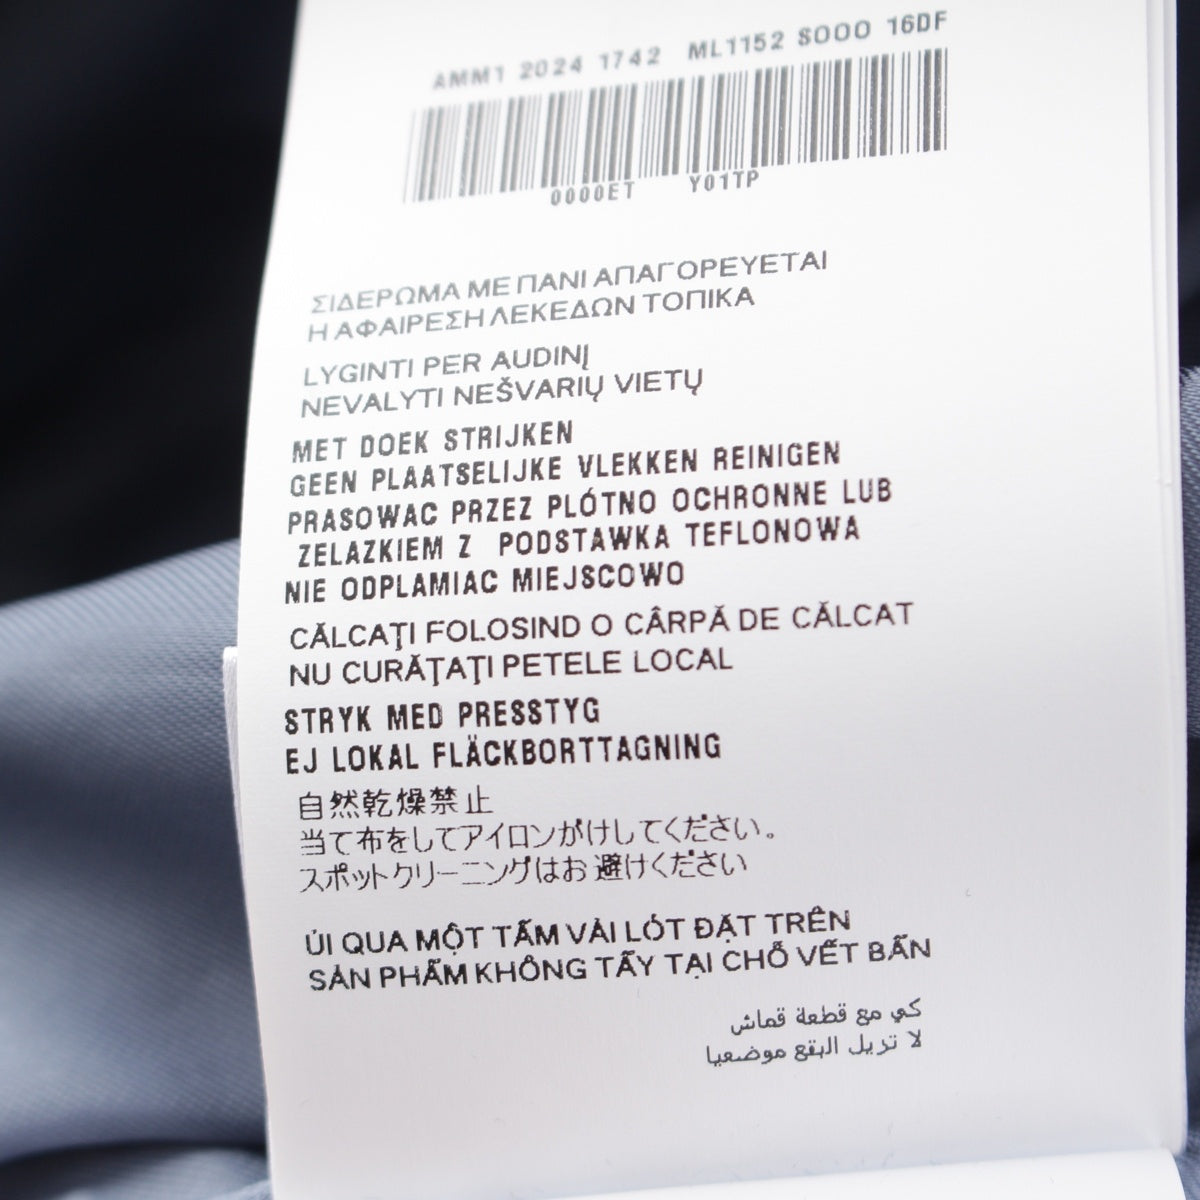 AMM1 2024 1742 ML1152 S000 16DF
0000ET Y01TP
ΣΙΔΕΡΩΜΑ ΜΕ ΠΑΝΙ ΑΠΑΓΟΡΕΥΕΤΑΙ
Η ΑΦΑΙΡΕΣΗ ΛΕΚΕΔΩΝ ΤΟΠΙΚΑ
LYGINTI PER AUDINĮ
NEVALYTI NEŠVARIŲ VIETŲ
MET DOEK STRIJKEN
GEEN PLAATSELIJKE VLEKKEN REINIGEN
PRASOWAC PRZEZ PLÓTNO OCHRONNE LUB
ZELAZKIEM Z PODSTAWKA TEFLONOWA
NIE ODPLAMIAC MIEJSCOWO
CĂLCAŢI FOLOSIND O CÂRPĂ DE CĂLCAT
NU CURĂŢAŢI PETELE LOCAL
STRYK MED PRESSTYG
EJ LOKAL FLÄCKBORTTAGNING
自然乾燥禁止
当て布をしてアイロンがけしてください。
スポットクリーニングはお避けください
ỦI QUA MỘT TẤM VẢI LÓT ĐẶT TRÊN
SẢN PHẨM KHÔNG TẨY TẠI CHỖ VẾT BẨN
كي مع قطعة قماش
لا تزيل البقع موضعيا